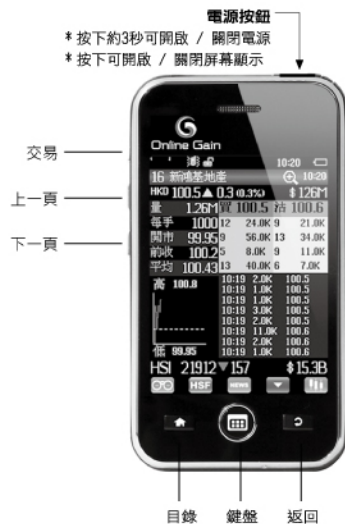 電源按鈕
* 按下約3秒可開啟 / 關閉電源
* 按下可開啟 / 關閉屏幕顯示
Online Gain
10:20
16 新鴻基地產 10:20
HKD 100.5▲ 0.3 (0.3%) $126M
量 1.26M 買 100.5 沽 100.6
每手 1000 12 24.0K 9 21.0K
開市 99.95 9 56.0K 13 34.0K
前收 100.2 5 8.0K 9 11.0K
平均 100.43 13 40.0K 6 7.0K
高 100.8
10:19 2.0K 100.5
10:19 1.0K 100.5
10:19 1.0K 100.5
10:19 3.0K 100.5
10:19 2.0K 100.5
10:19 10.0K 100.6
10:19 2.0K 100.6
低 99.95 10:19 1.0K 100.6
HSI 21912▼157 $15.3B
HSF NEWS
交易
上一頁
下一頁
目錄 鍵盤 返回